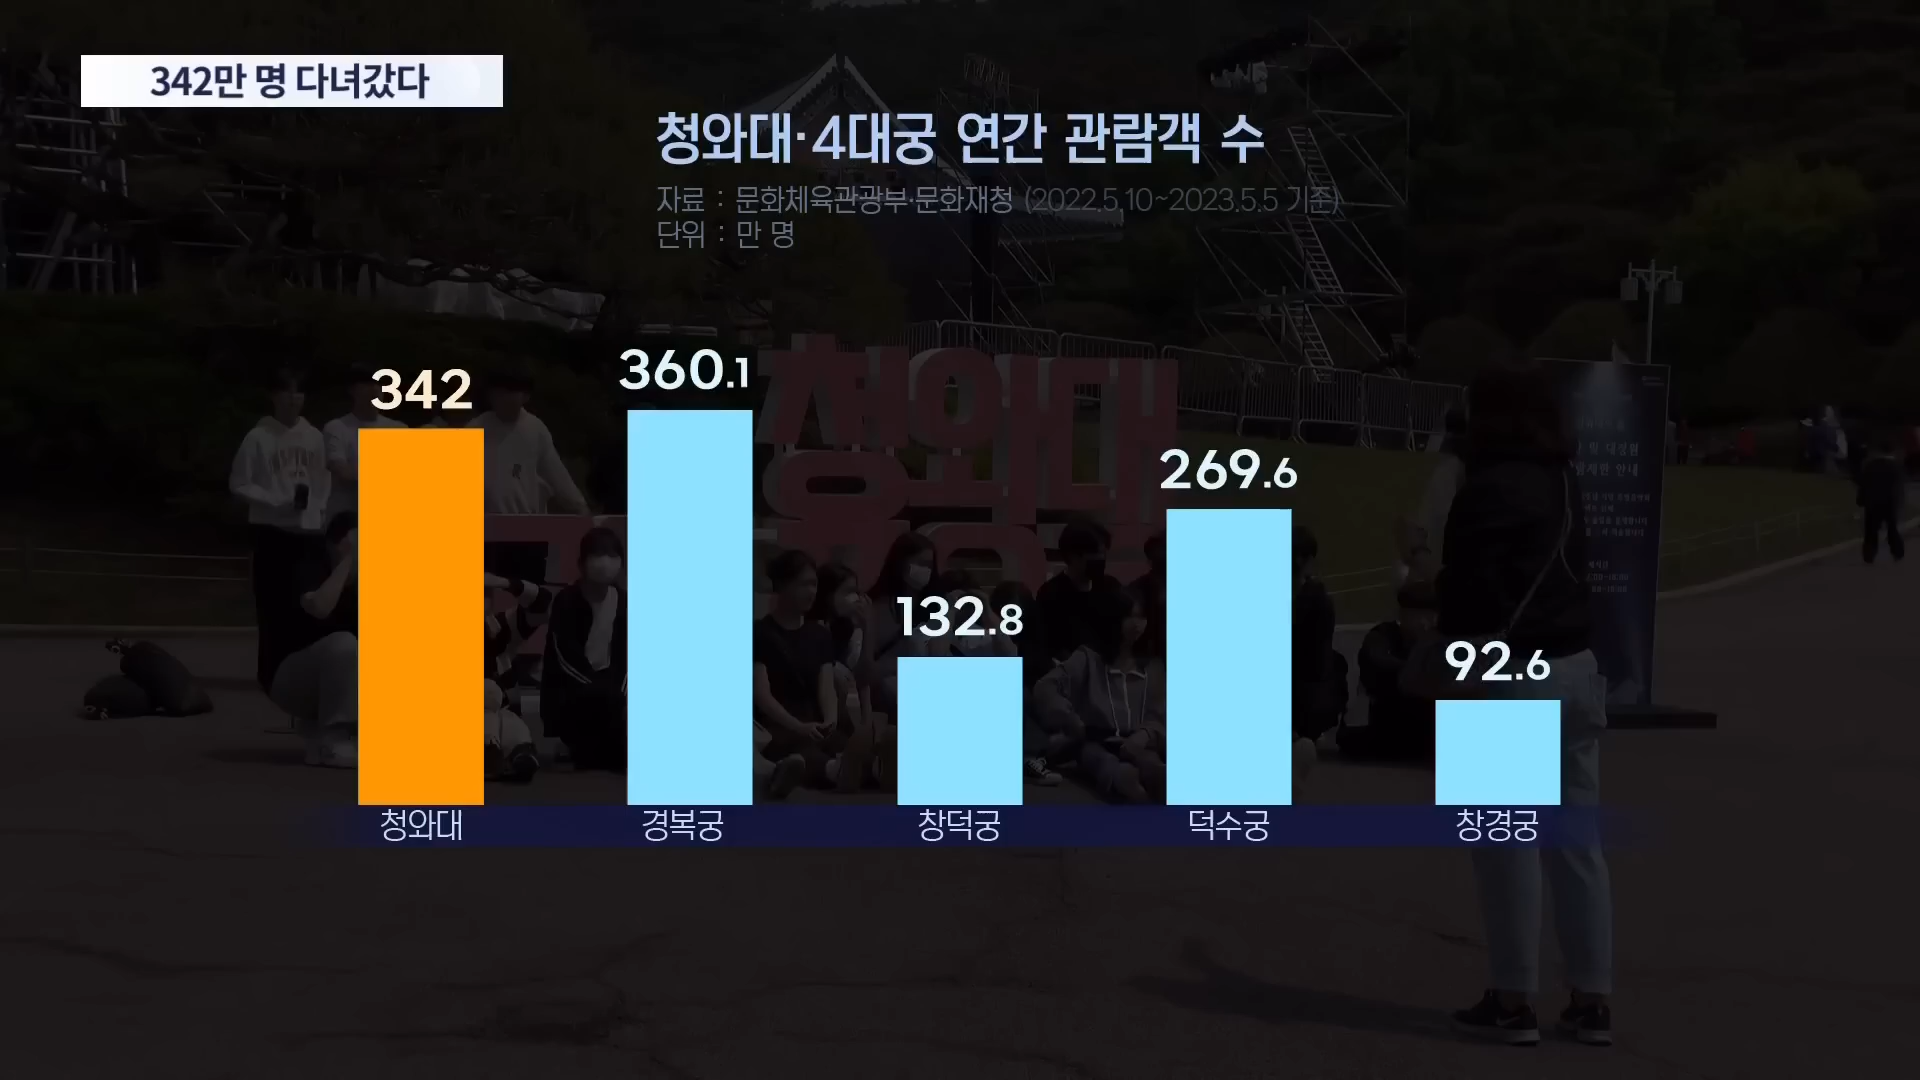 342만 명 다녀갔다
청와대·4대궁 연간 관람객 수
자료 : 문화체육관광부·문화재청 (2022.5.10~2023.5.5 기준)
단위 : 만 명
342
360.1
132.8
269.6
92.6
청와대
청와대
경복궁
창덕궁
덕수궁
창경궁